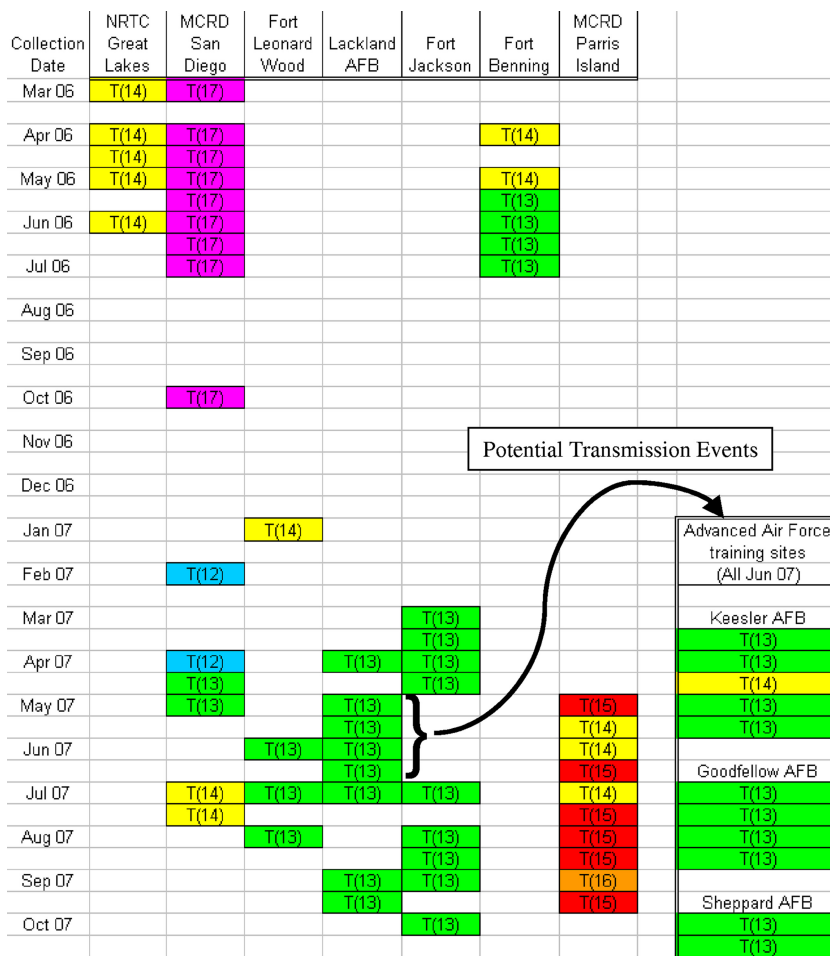 NRTC MCRD Fort MCRD
Great San Leonard Lackland Fort Fort Parris
Collection Date Lakes Diego Wood AFB Jackson Benning Island
Mar 06 T(14) T(17)
Apr 06 T(14) T(17) T(14)
T(14) T(17)
May 06 T(14) T(17) T(14)
T(17) T(13)
Jun 06 T(14) T(17) T(13)
T(17) T(13)
Jul 06 T(17) T(13)
Aug 06
Sep 06
Oct 06 T(17)
Nov 06
Potential Transmission Events
Dec 06
Jan 07 T(14) Advanced Air Force
training sites
Feb 07 T(12) (All Jun 07)
Mar 07 T(13) Keesler AFB
T(13) T(13)
Apr 07 T(12) T(13) T(13) T(13)
T(13) T(13) T(14)
May 07 T(13) T(13) T(15) T(13)
T(13) T(14) T(13)
Jun 07 T(13) T(13) T(14)
T(13) T(15) Goodfellow AFB
Jul 07 T(14) T(13) T(13) T(13) T(14) T(13)
T(14) T(15) T(13)
Aug 07 T(13) T(13) T(15) T(13)
T(13) T(15) T(13)
Sep 07 T(13) T(13) T(16)
T(13) T(15) Sheppard AFB
Oct 07 T(13) T(13)
T(13)